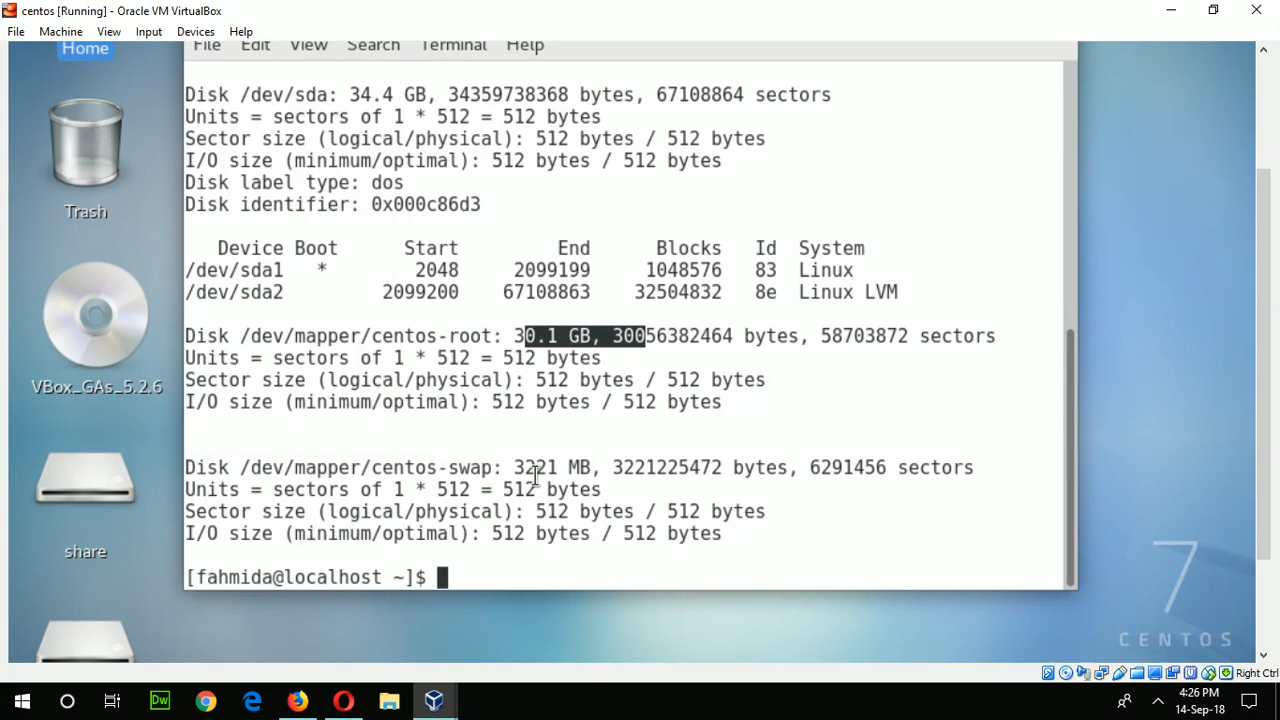 centos [Running] - Oracle VM VirtualBox
File Machine View Input Devices Help
Home
File Edit View Search Terminal Help
Disk /dev/sda: 34.4 GB, 34359738368 bytes, 67108864 sectors
Units = sectors of 1 * 512 = 512 bytes
Sector size (logical/physical): 512 bytes / 512 bytes
I/O size (minimum/optimal): 512 bytes / 512 bytes
Disk label type: dos
Disk identifier: 0x000c86d3
Device Boot Start End Blocks Id System
/dev/sda1 * 2048 2099199 1048576 83 Linux
/dev/sda2 2099200 67108863 32504832 8e Linux LVM
Disk /dev/mapper/centos-root: 30.1 GB, 30056382464 bytes, 58703872 sectors
Units = sectors of 1 * 512 = 512 bytes
Sector size (logical/physical): 512 bytes / 512 bytes
I/O size (minimum/optimal): 512 bytes / 512 bytes
Disk /dev/mapper/centos-swap: 3221 MB, 3221225472 bytes, 6291456 sectors
Units = sectors of 1 * 512 = 512 bytes
Sector size (logical/physical): 512 bytes / 512 bytes
I/O size (minimum/optimal): 512 bytes / 512 bytes
[fahmida@localhost ~]$
Trash
VBox_GAs_5.2.6
share
7
CENTOS
Right Ctrl
Dw
4:26 PM
14-Sep-18